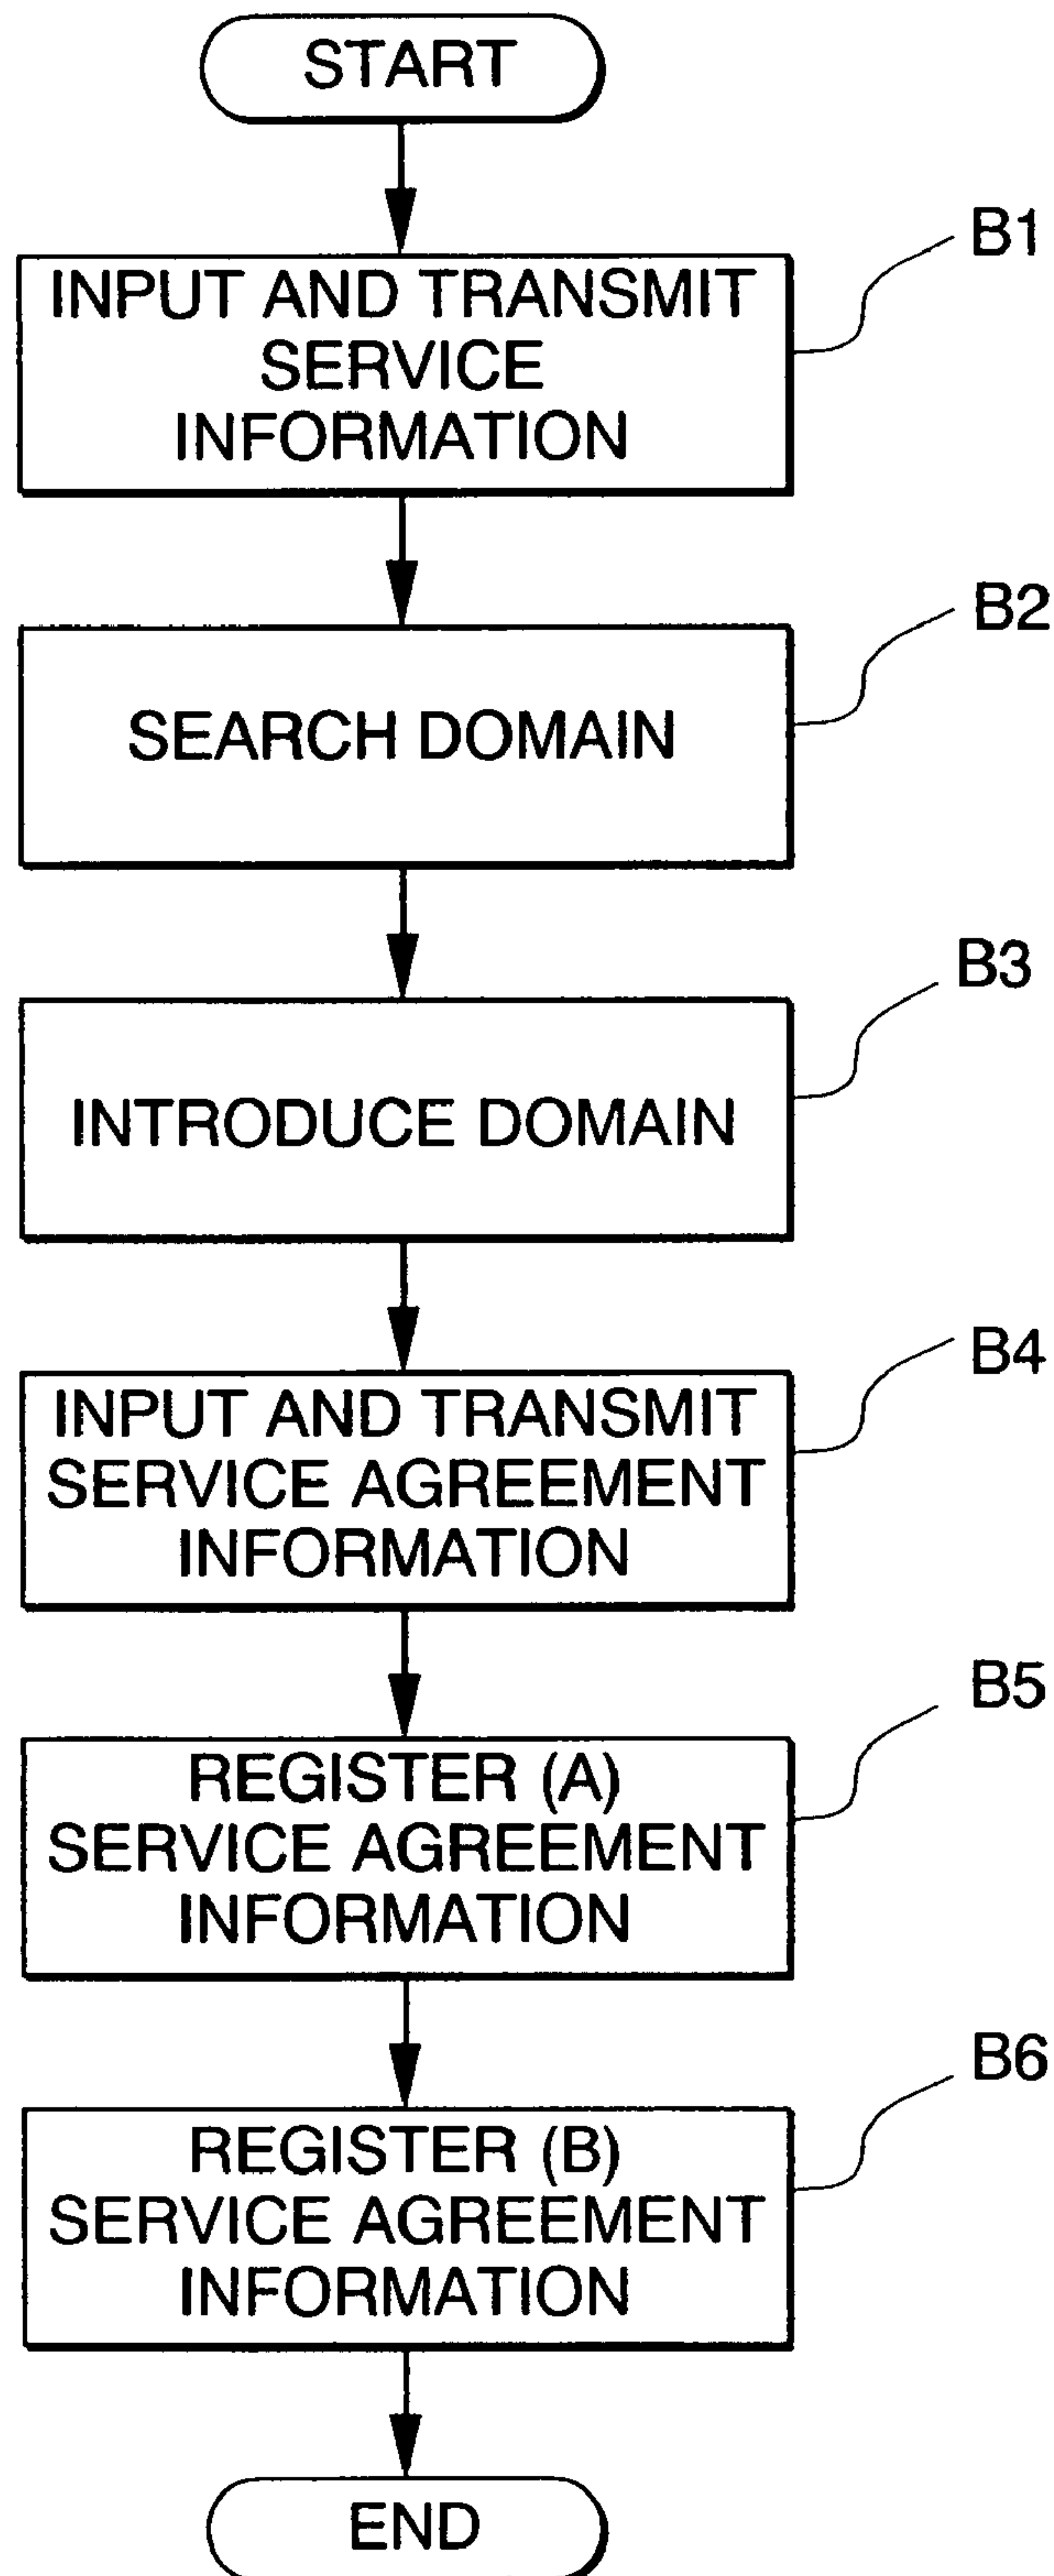 START
B1
INPUT AND TRANSMIT
SERVICE
INFORMATION
B2
SEARCH DOMAIN
B3
INTRODUCE DOMAIN
B4
INPUT AND TRANSMIT
SERVICE AGREEMENT
INFORMATION
B5
REGISTER (A)
SERVICE AGREEMENT
INFORMATION
B6
REGISTER (B)
SERVICE AGREEMENT
INFORMATION
END